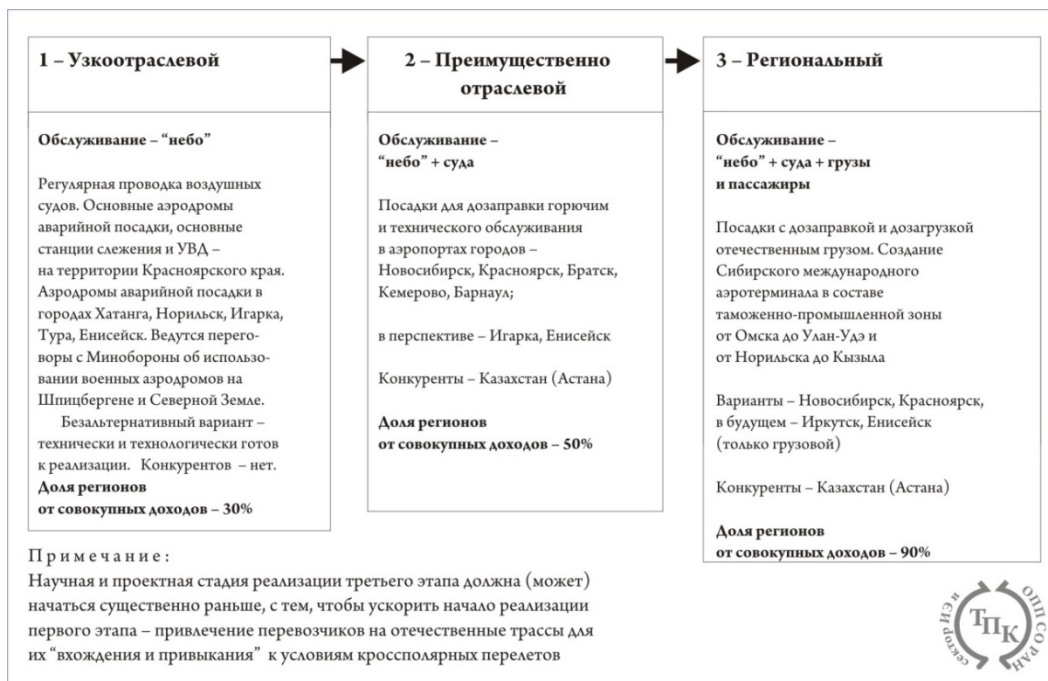 1 – Узкоотраслевой
Обслуживание – “небо”
Регулярная проводка воздушных
судов. Основные аэродромы
аварийной посадки, основные
станции слежения и УВД –
на территории Красноярского края.
Аэродромы аварийной посадки в
городах Хатанга, Норильск, Игарка,
Тура, Енисейск. Ведутся перего-
воры с Минобороны об использо-
вании военных аэродромов на
Шпицбергене и Северной Земле.
Безальтернативный вариант –
технически и технологически готов
к реализации. Конкурентов – нет.
Доля регионов
от совокупных доходов – 30%
2 – Преимущественно
отраслевой
Обслуживание –
“небо” + суда
Посадки для дозаправки горючим
и технического обслуживания
в аэропортах городов –
Новосибирск, Красноярск, Братск,
Кемерово, Барнаул;
в перспективе – Игарка, Енисейск
Конкуренты – Казахстан (Астана)
Доля регионов
от совокупных доходов – 50%
3 – Региональный
Обслуживание –
“небо” + суда + грузы
и пассажиры
Посадки с дозаправкой и дозагрузкой
отечественным грузом. Создание
Сибирского международного
аэротерминала в составе
таможенно-промышленной зоны
от Омска до Улан-Удэ и
от Норильска до Кызыла
Варианты – Новосибирск, Красноярск,
в будущем – Иркутск, Енисейск
(только грузовой)
Конкуренты – Казахстан (Астана)
Доля регионов
от совокупных доходов – 90%
Примечание:
Научная и проектная стадия реализации третьего этапа должна (может)
начаться существенно раньше, с тем, чтобы ускорить начало реализации
первого этапа – привлечение перевозчиков на отечественные трассы для
их “вхождения и привыкания” к условиям кроссполярных перелетов
сектор ИЭ и ОПП СО РАН
ТПК